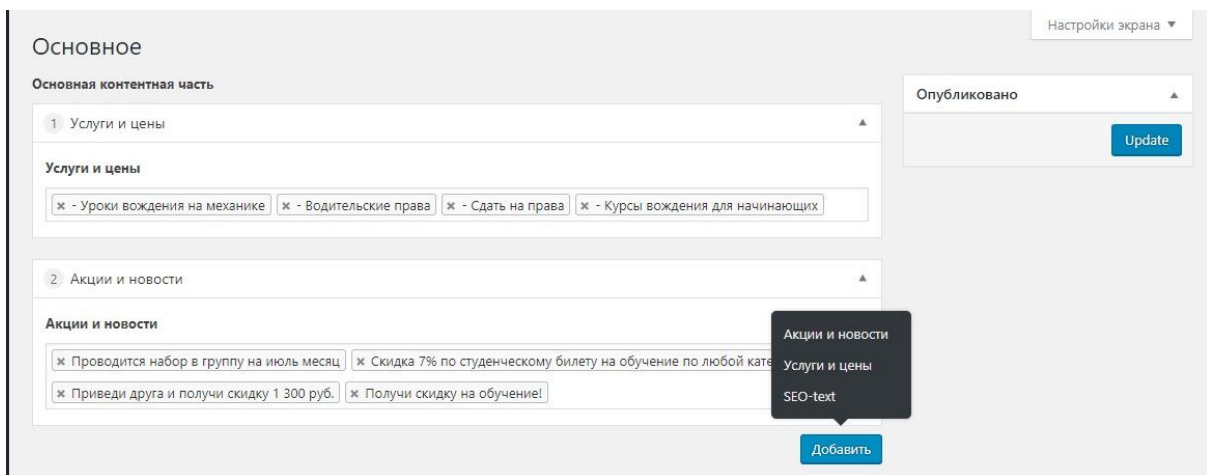 Настройки экрана ▼
Основное
Основная контентная часть
Опубликовано
1 Услуги и цены
Update
Услуги и цены
× - Уроки вождения на механике × - Водительские права × - Сдать на права × - Курсы вождения для начинающих
2 Акции и новости
Акции и новости
× Проводится набор в группу на июль месяц × Скидка 7% по студенческому билету на обучение по любой кате
× Приведи друга и получи скидку 1 300 руб. × Получи скидку на обучение!
Акции и новости
Услуги и цены
SEO-text
Добавить